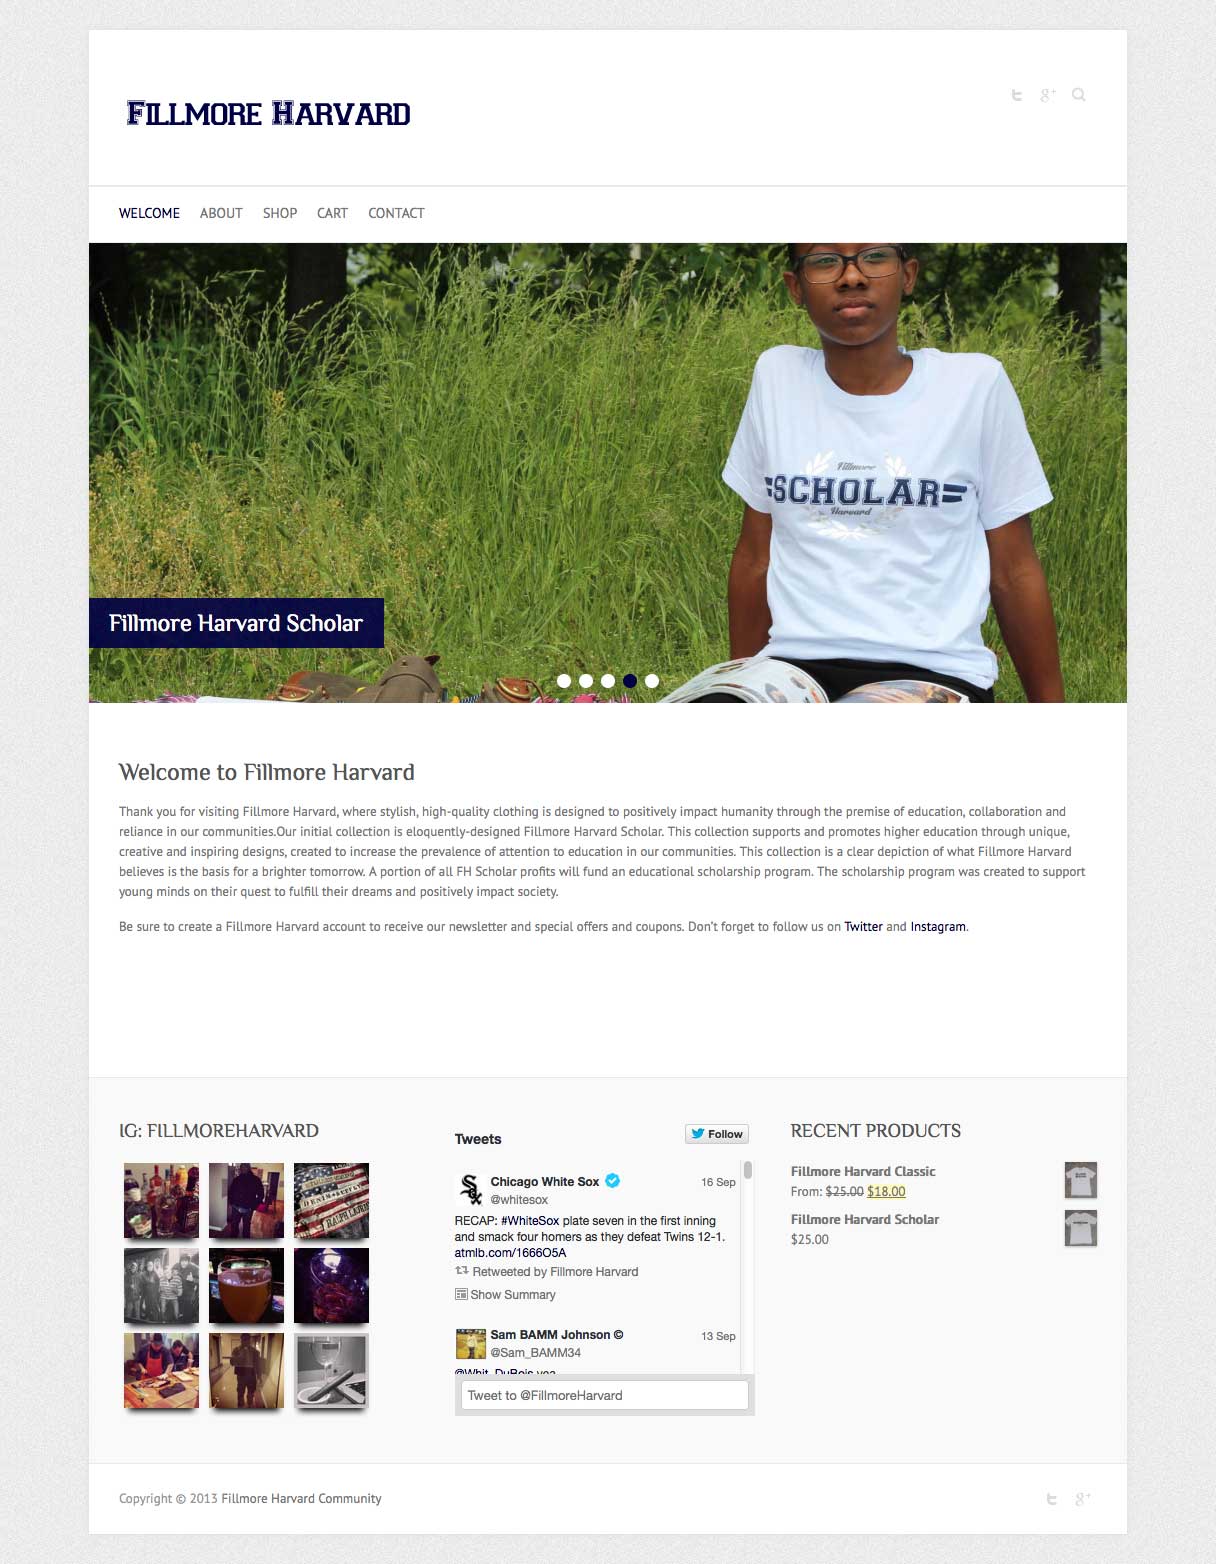 FILLMORE HARVARD
WELCOME ABOUT SHOP CART CONTACT
Fillmore
SCHOLAR
Harvard
Fillmore Harvard Scholar
Welcome to Fillmore Harvard
Thank you for visiting Fillmore Harvard, where stylish, high-quality clothing is designed to positively impact humanity through the premise of education, collaboration and
reliance in our communities.Our initial collection is eloquently-designed Fillmore Harvard Scholar. This collection supports and promotes higher education through unique,
creative and inspiring designs, created to increase the prevalence of attention to education in our communities. This collection is a clear depiction of what Fillmore Harvard
believes is the basis for a brighter tomorrow. A portion of all FH Scholar profits will fund an educational scholarship program. The scholarship program was created to support
young minds on their quest to fulfill their dreams and positively impact society.
Be sure to create a Fillmore Harvard account to receive our newsletter and special offers and coupons. Don't forget to follow us on Twitter and Instagram.
IG: FILLMOREHARVARD
Tweets
Follow
Chicago White Sox
16 Sep
@whitesox
RECAP: #WhiteSox plate seven in the first inning
and smack four homers as they defeat Twins 12-1.
atmlb.com/1666O5A
Retweeted by Fillmore Harvard
Show Summary
Sam BAMM Johnson ©
13 Sep
@Sam_BAMM34
@Whit_DuBois yea
Tweet to @FillmoreHarvard
RECENT PRODUCTS
Fillmore Harvard Classic
From: $25.00 $18.00
Fillmore Harvard Scholar
$25.00
Copyright © 2013 Fillmore Harvard Community